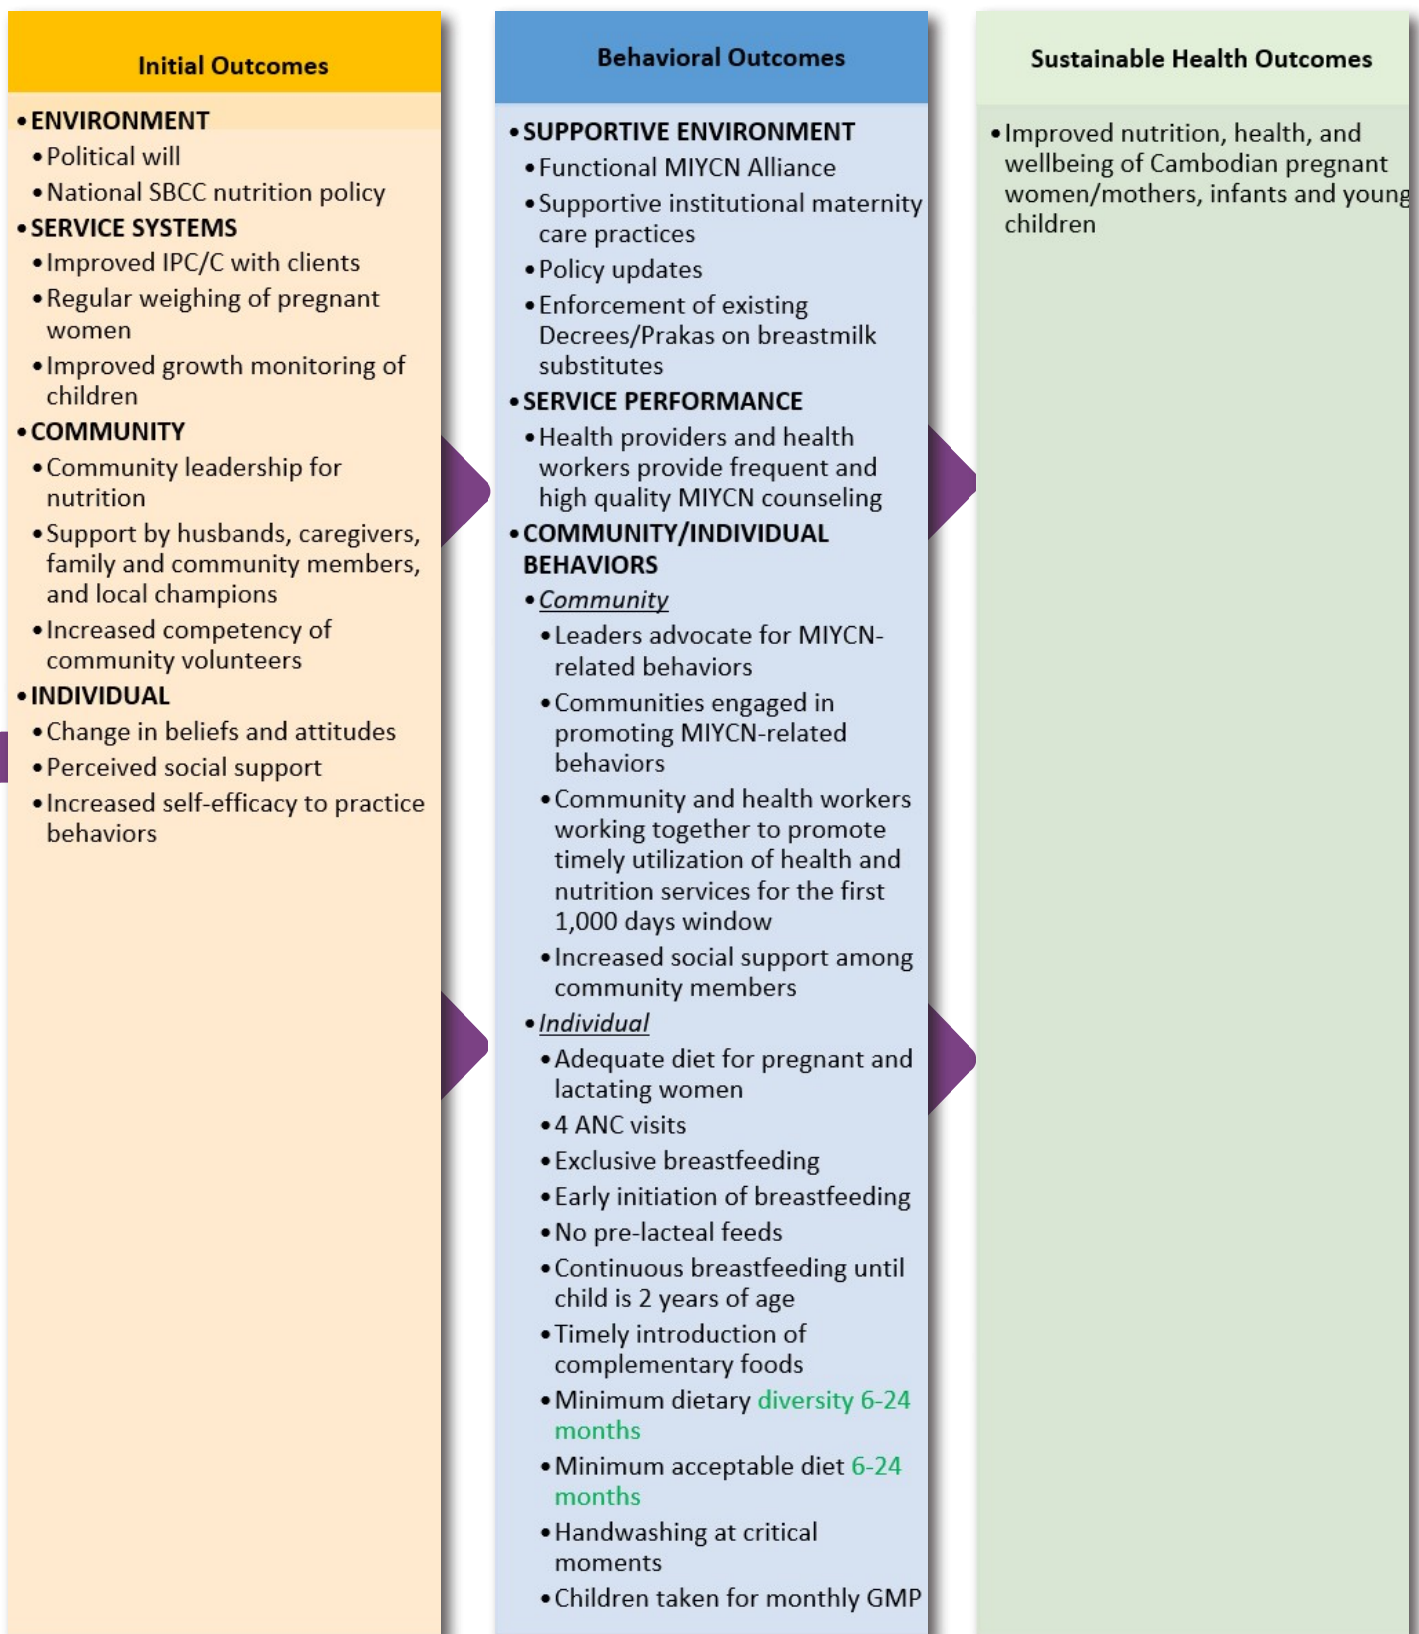 Initial Outcomes
• ENVIRONMENT
• Political will
• National SBCC nutrition policy
• SERVICE SYSTEMS
• Improved IPC/C with clients
• Regular weighing of pregnant
women
• Improved growth monitoring of
children
• COMMUNITY
• Community leadership for
nutrition
• Support by husbands, caregivers,
family and community members,
and local champions
• Increased competency of
community volunteers
• INDIVIDUAL
• Change in beliefs and attitudes
• Perceived social support
• Increased self-efficacy to practice
behaviors
Behavioral Outcomes
• SUPPORTIVE ENVIRONMENT
• Functional MIYCN Alliance
• Supportive institutional maternity
care practices
• Policy updates
• Enforcement of existing
Decrees/Prakas on breastmilk
substitutes
• SERVICE PERFORMANCE
• Health providers and health
workers provide frequent and
high quality MIYCN counseling
• COMMUNITY/INDIVIDUAL
BEHAVIORS
• Community
• Leaders advocate for MIYCN-
related behaviors
• Communities engaged in
promoting MIYCN-related
behaviors
• Community and health workers
working together to promote
timely utilization of health and
nutrition services for the first
1,000 days window
• Increased social support among
community members
• Individual
• Adequate diet for pregnant and
lactating women
• 4 ANC visits
• Exclusive breastfeeding
• Early initiation of breastfeeding
• No pre-lacteal feeds
• Continuous breastfeeding until
child is 2 years of age
• Timely introduction of
complementary foods
• Minimum dietary diversity 6-24
months
• Minimum acceptable diet 6-24
months
• Handwashing at critical
moments
• Children taken for monthly GMP
Sustainable Health Outcomes
• Improved nutrition, health, and
wellbeing of Cambodian pregnant
women/mothers, infants and young
children